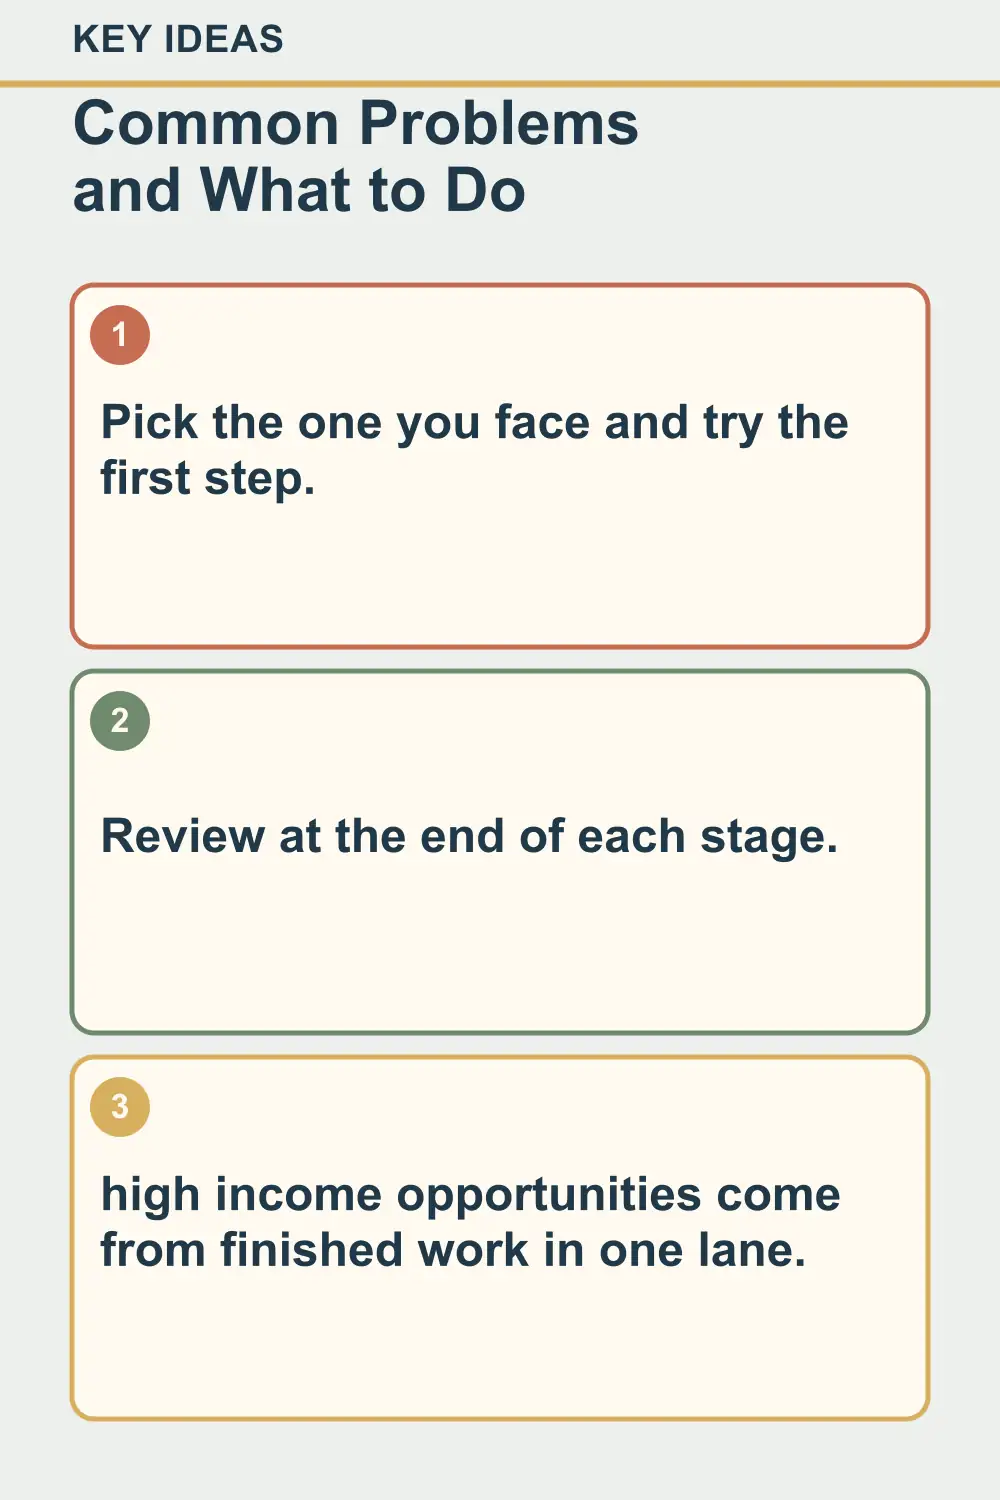 KEY IDEAS
Common Problems
and What to Do
1
Pick the one you face and try the
first step.
2
Review at the end of each stage.
3
high income opportunities come
from finished work in one lane.